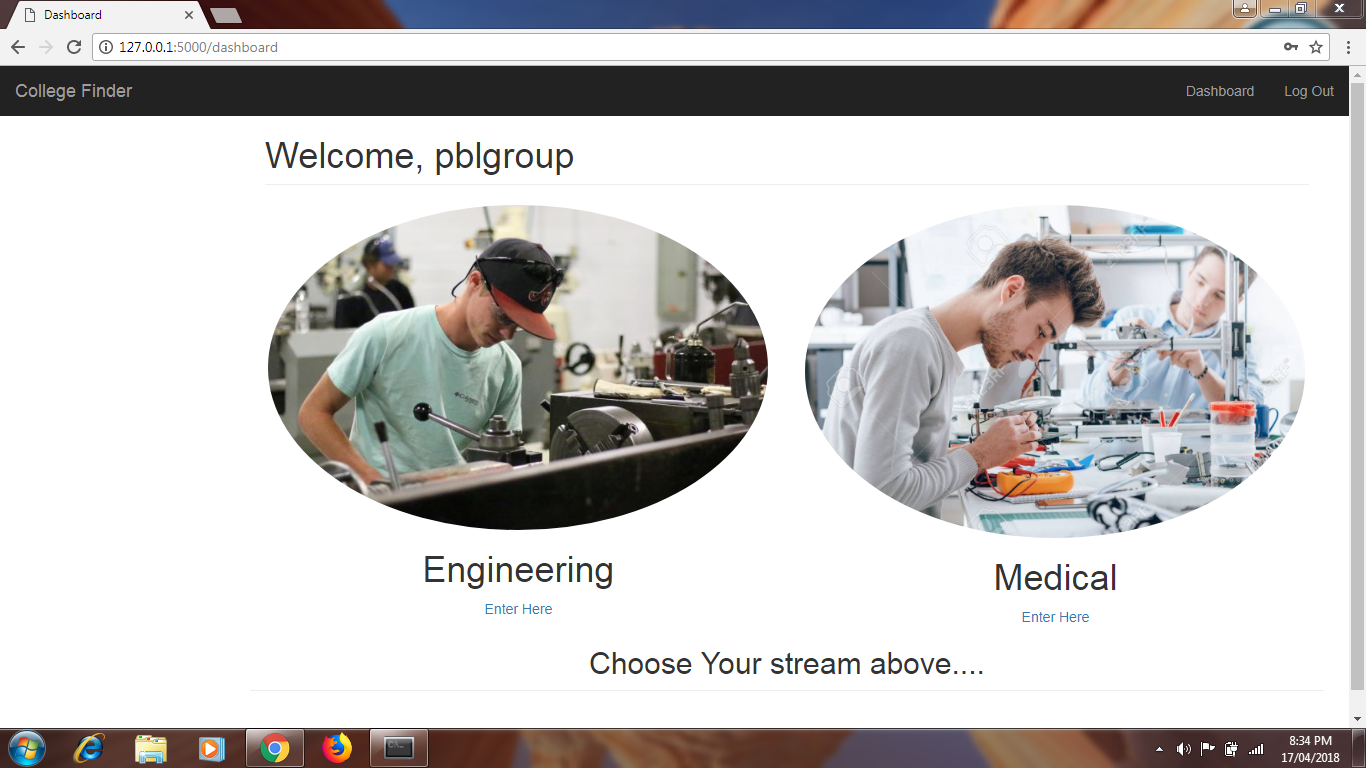 Dashboard
127.0.0.1:5000/dashboard
College Finder
Dashboard
Log Out
Welcome, pblgroup
Engineering
Enter Here
Medical
Enter Here
Choose Your stream above....
8:34 PM
17/04/2018